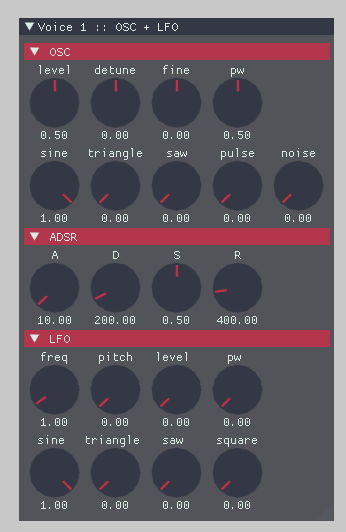 Voice 1 :: OSC + LFO
OSC
level detune fine pw
0.50 0.00 0.00 0.50
sine triangle saw pulse noise
1.00 0.00 0.00 0.00 0.00
ADSR
A D S R
10.00 200.00 0.50 400.00
LFO
freq pitch level pw
1.00 0.00 0.00 0.00
sine triangle saw square
1.00 0.00 0.00 0.00